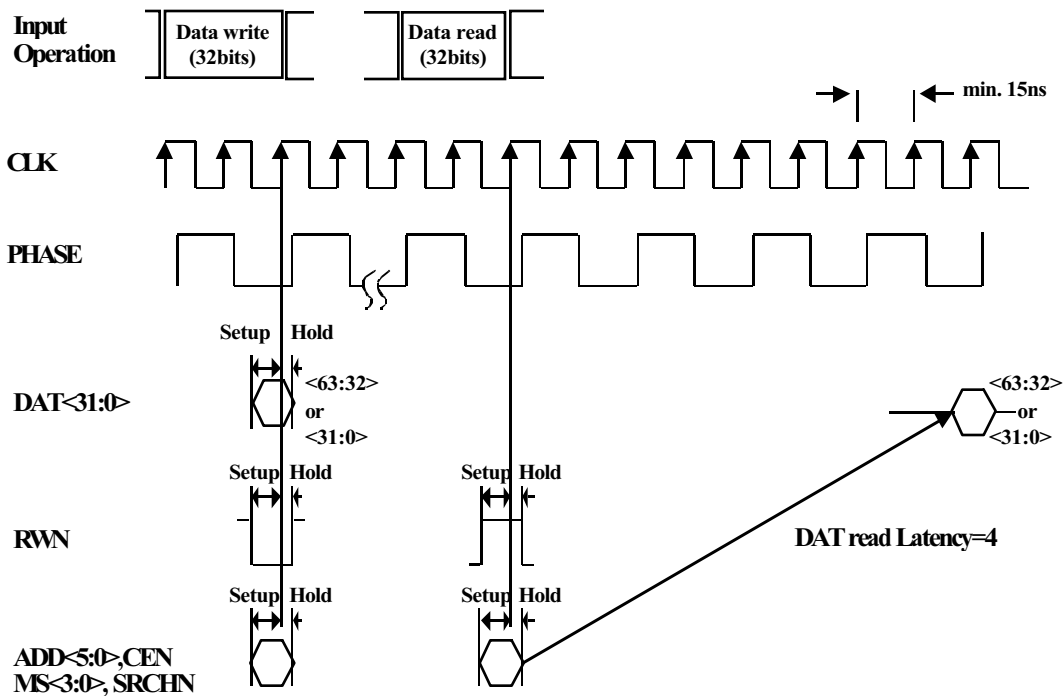 Input
Operation
Data write
(32bits)
Data read
(32bits)
min. 15ns
CLK
PHASE
Setup Hold
DAT<31:0>
<63:32>
or
<31:0>
<63:32>
or
<31:0>
Setup Hold
Setup Hold
RWN
DAT read Latency=4
Setup Hold
Setup Hold
ADD<5:0>,CEN
MS<3:0>, SRCHN